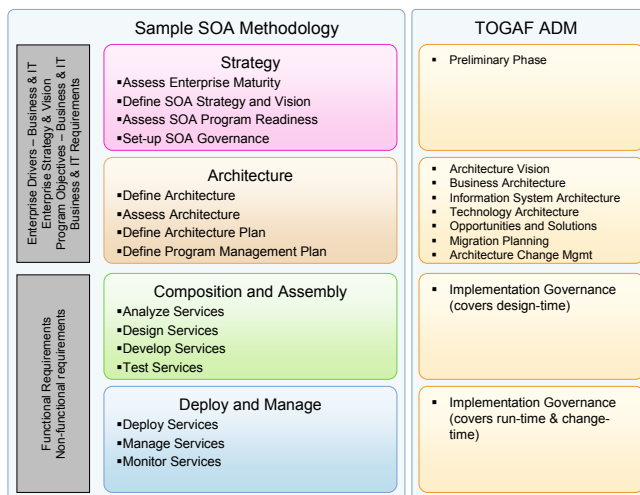 Sample SOA Methodology
TOGAF ADM
Enterprise Drivers – Business & IT
Enterprise Strategy & Vision
Program Objectives – Business & IT
Business & IT Requirements
Strategy
▪Assess Enterprise Maturity
▪Define SOA Strategy and Vision
▪Assess SOA Program Readiness
▪Set-up SOA Governance
▪ Preliminary Phase
Architecture
▪Define Architecture
▪Assess Architecture
▪Define Architecture Plan
▪Define Program Management Plan
▪ Architecture Vision
▪ Business Architecture
▪ Information System Architecture
▪ Technology Architecture
▪ Opportunities and Solutions
▪ Migration Planning
▪ Architecture Change Mgmt
Functional Requirements
Non-functional requirements
Composition and Assembly
▪Analyze Services
▪Design Services
▪Develop Services
▪Test Services
▪ Implementation Governance
(covers design-time)
Deploy and Manage
▪Deploy Services
▪Manage Services
▪Monitor Services
▪ Implementation Governance
(covers run-time & change-
time)